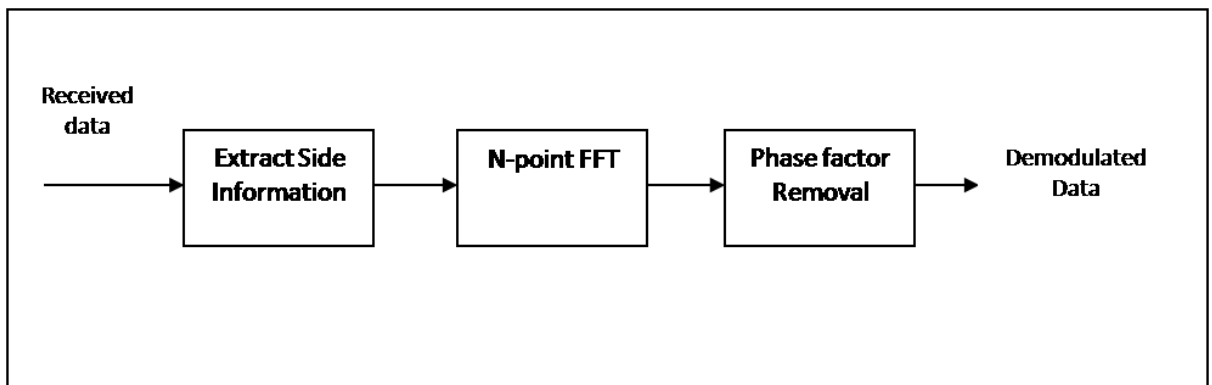 Received
data
Extract Side
Information
N-point FFT
Phase factor
Removal
Demodulated
Data